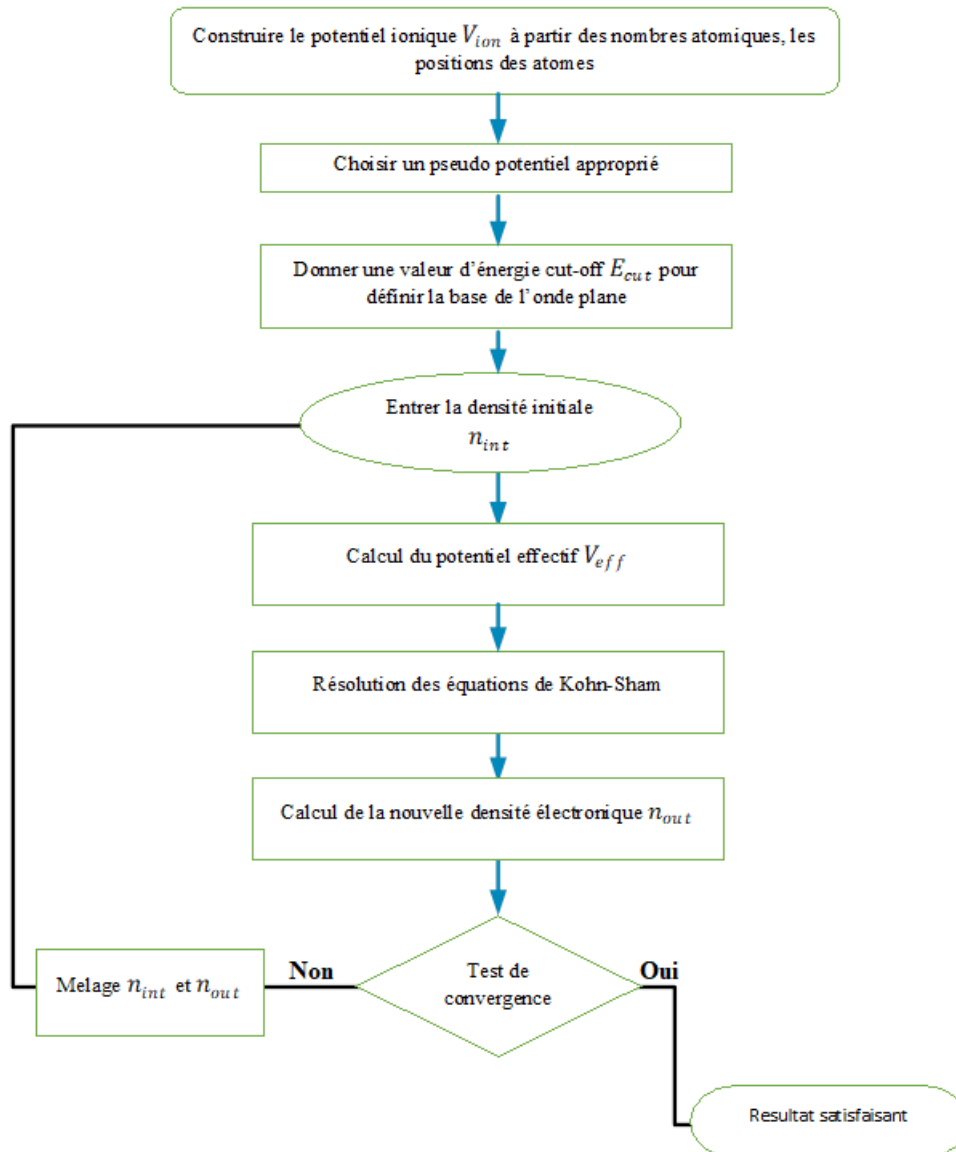 Construire le potentiel ionique V_ion à partir des nombres atomiques, les
positions des atomes
Choisir un pseudo potentiel approprié
Donner une valeur d'énergie cut-off E_cut pour
définir la base de l'onde plane
Entrer la densité initiale
n_int
Calcul du potentiel effectif V_eff
Résolution des équations de Kohn-Sham
Calcul de la nouvelle densité électronique n_out
Test de
convergence
Non
Oui
Melage n_int et n_out
Resultat satisfaisant